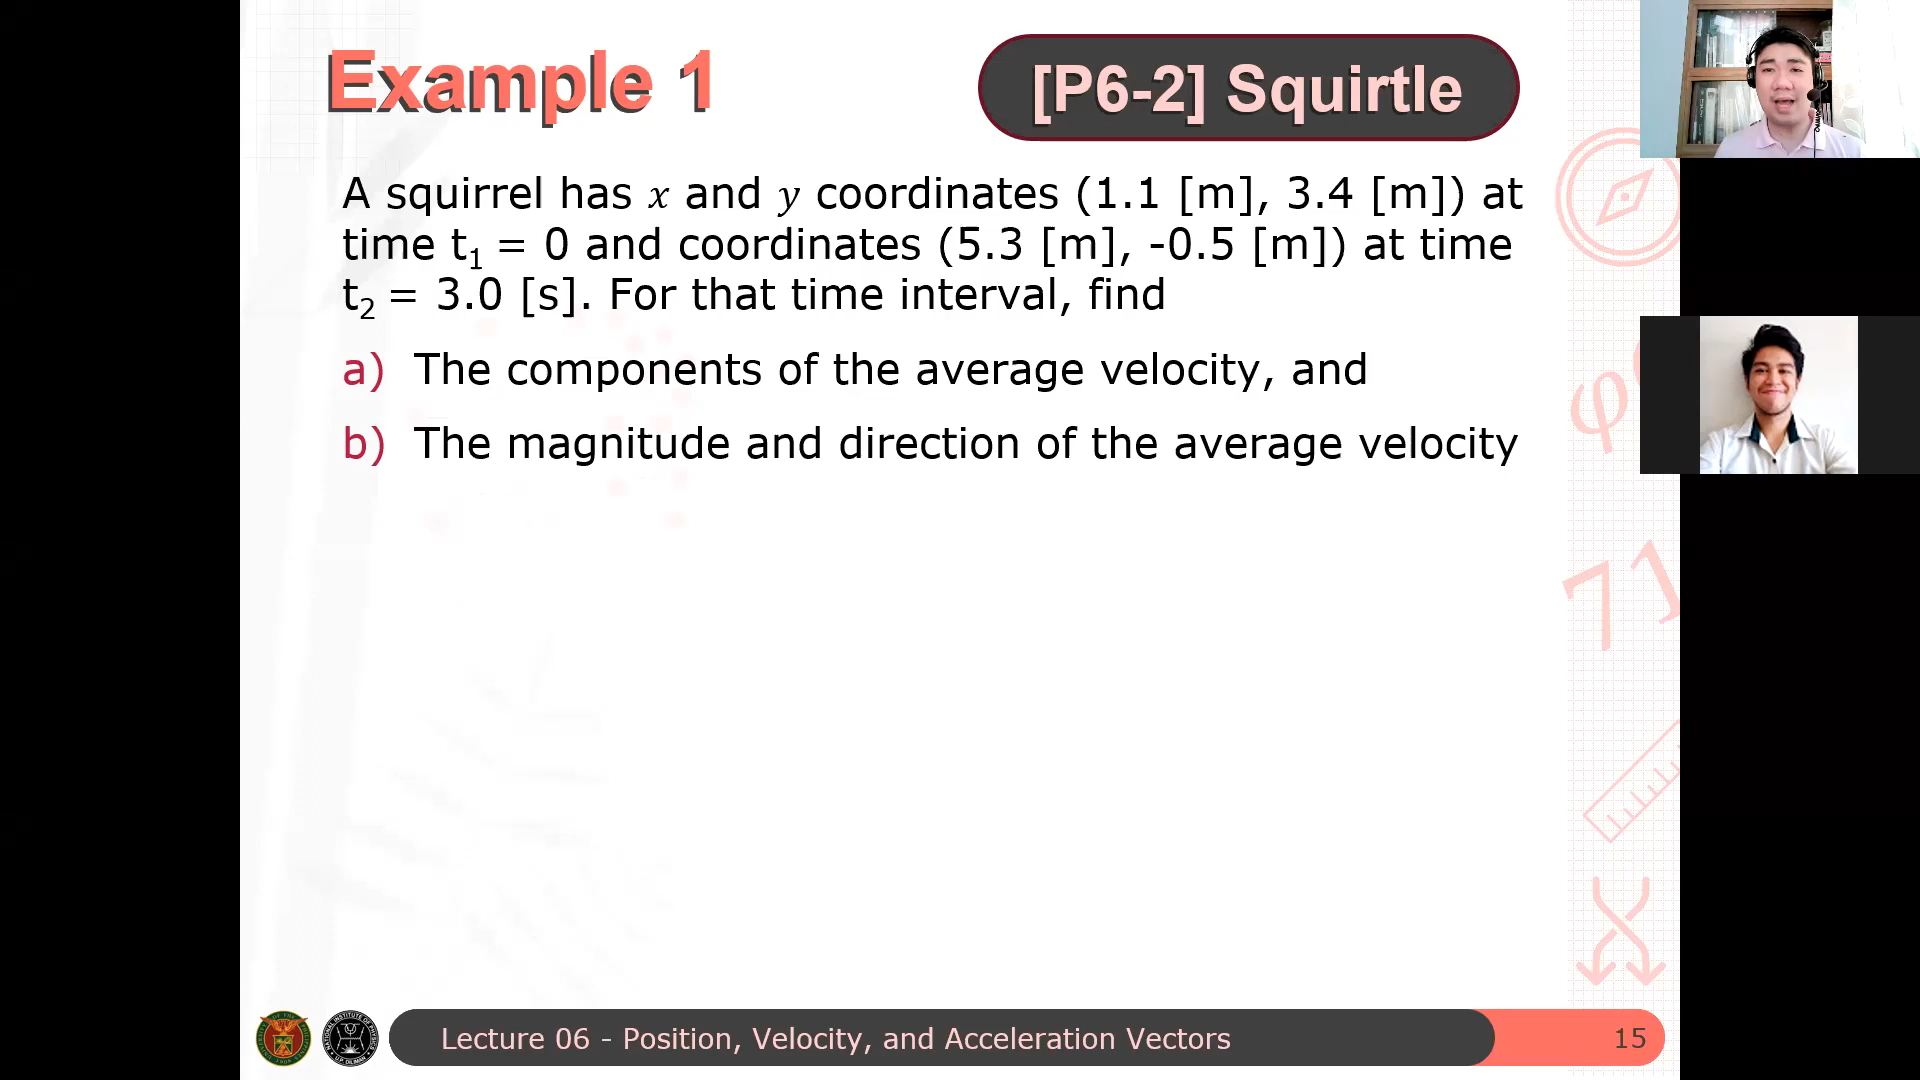 Example 1
[P6-2] Squirtle
A squirrel has x and y coordinates (1.1 [m], 3.4 [m]) at
time t₁ = 0 and coordinates (5.3 [m], -0.5 [m]) at time
t₂ = 3.0 [s]. For that time interval, find
a) The components of the average velocity, and
b) The magnitude and direction of the average velocity
φ
71
Lecture 06 - Position, Velocity, and Acceleration Vectors
15